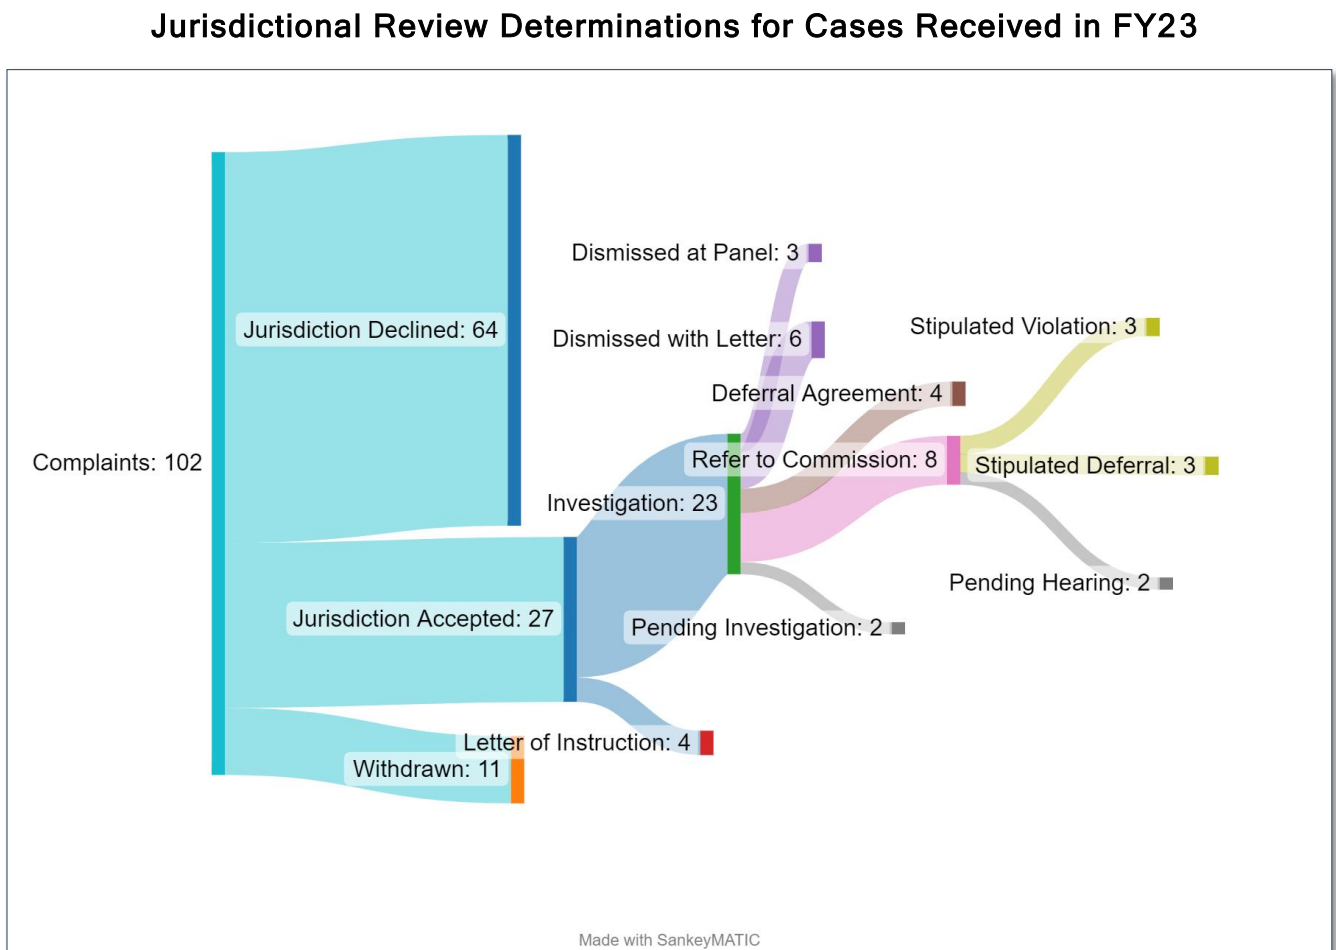 Jurisdictional Review Determinations for Cases Received in FY23
Dismissed at Panel: 3
Stipulated Violation: 3
Jurisdiction Declined: 64
Dismissed with Letter: 6
Deferral Agreement: 4
Complaints: 102
Refer to Commission: 8
Stipulated Deferral: 3
Investigation: 23
Pending Hearing: 2
Jurisdiction Accepted: 27
Pending Investigation: 2
Letter of Instruction: 4
Withdrawn: 11
Made with SankeyMATIC